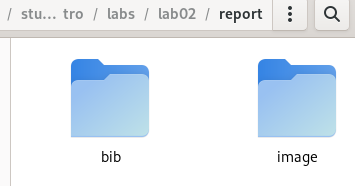 / stu… tro / labs / lab02 / report
bib image